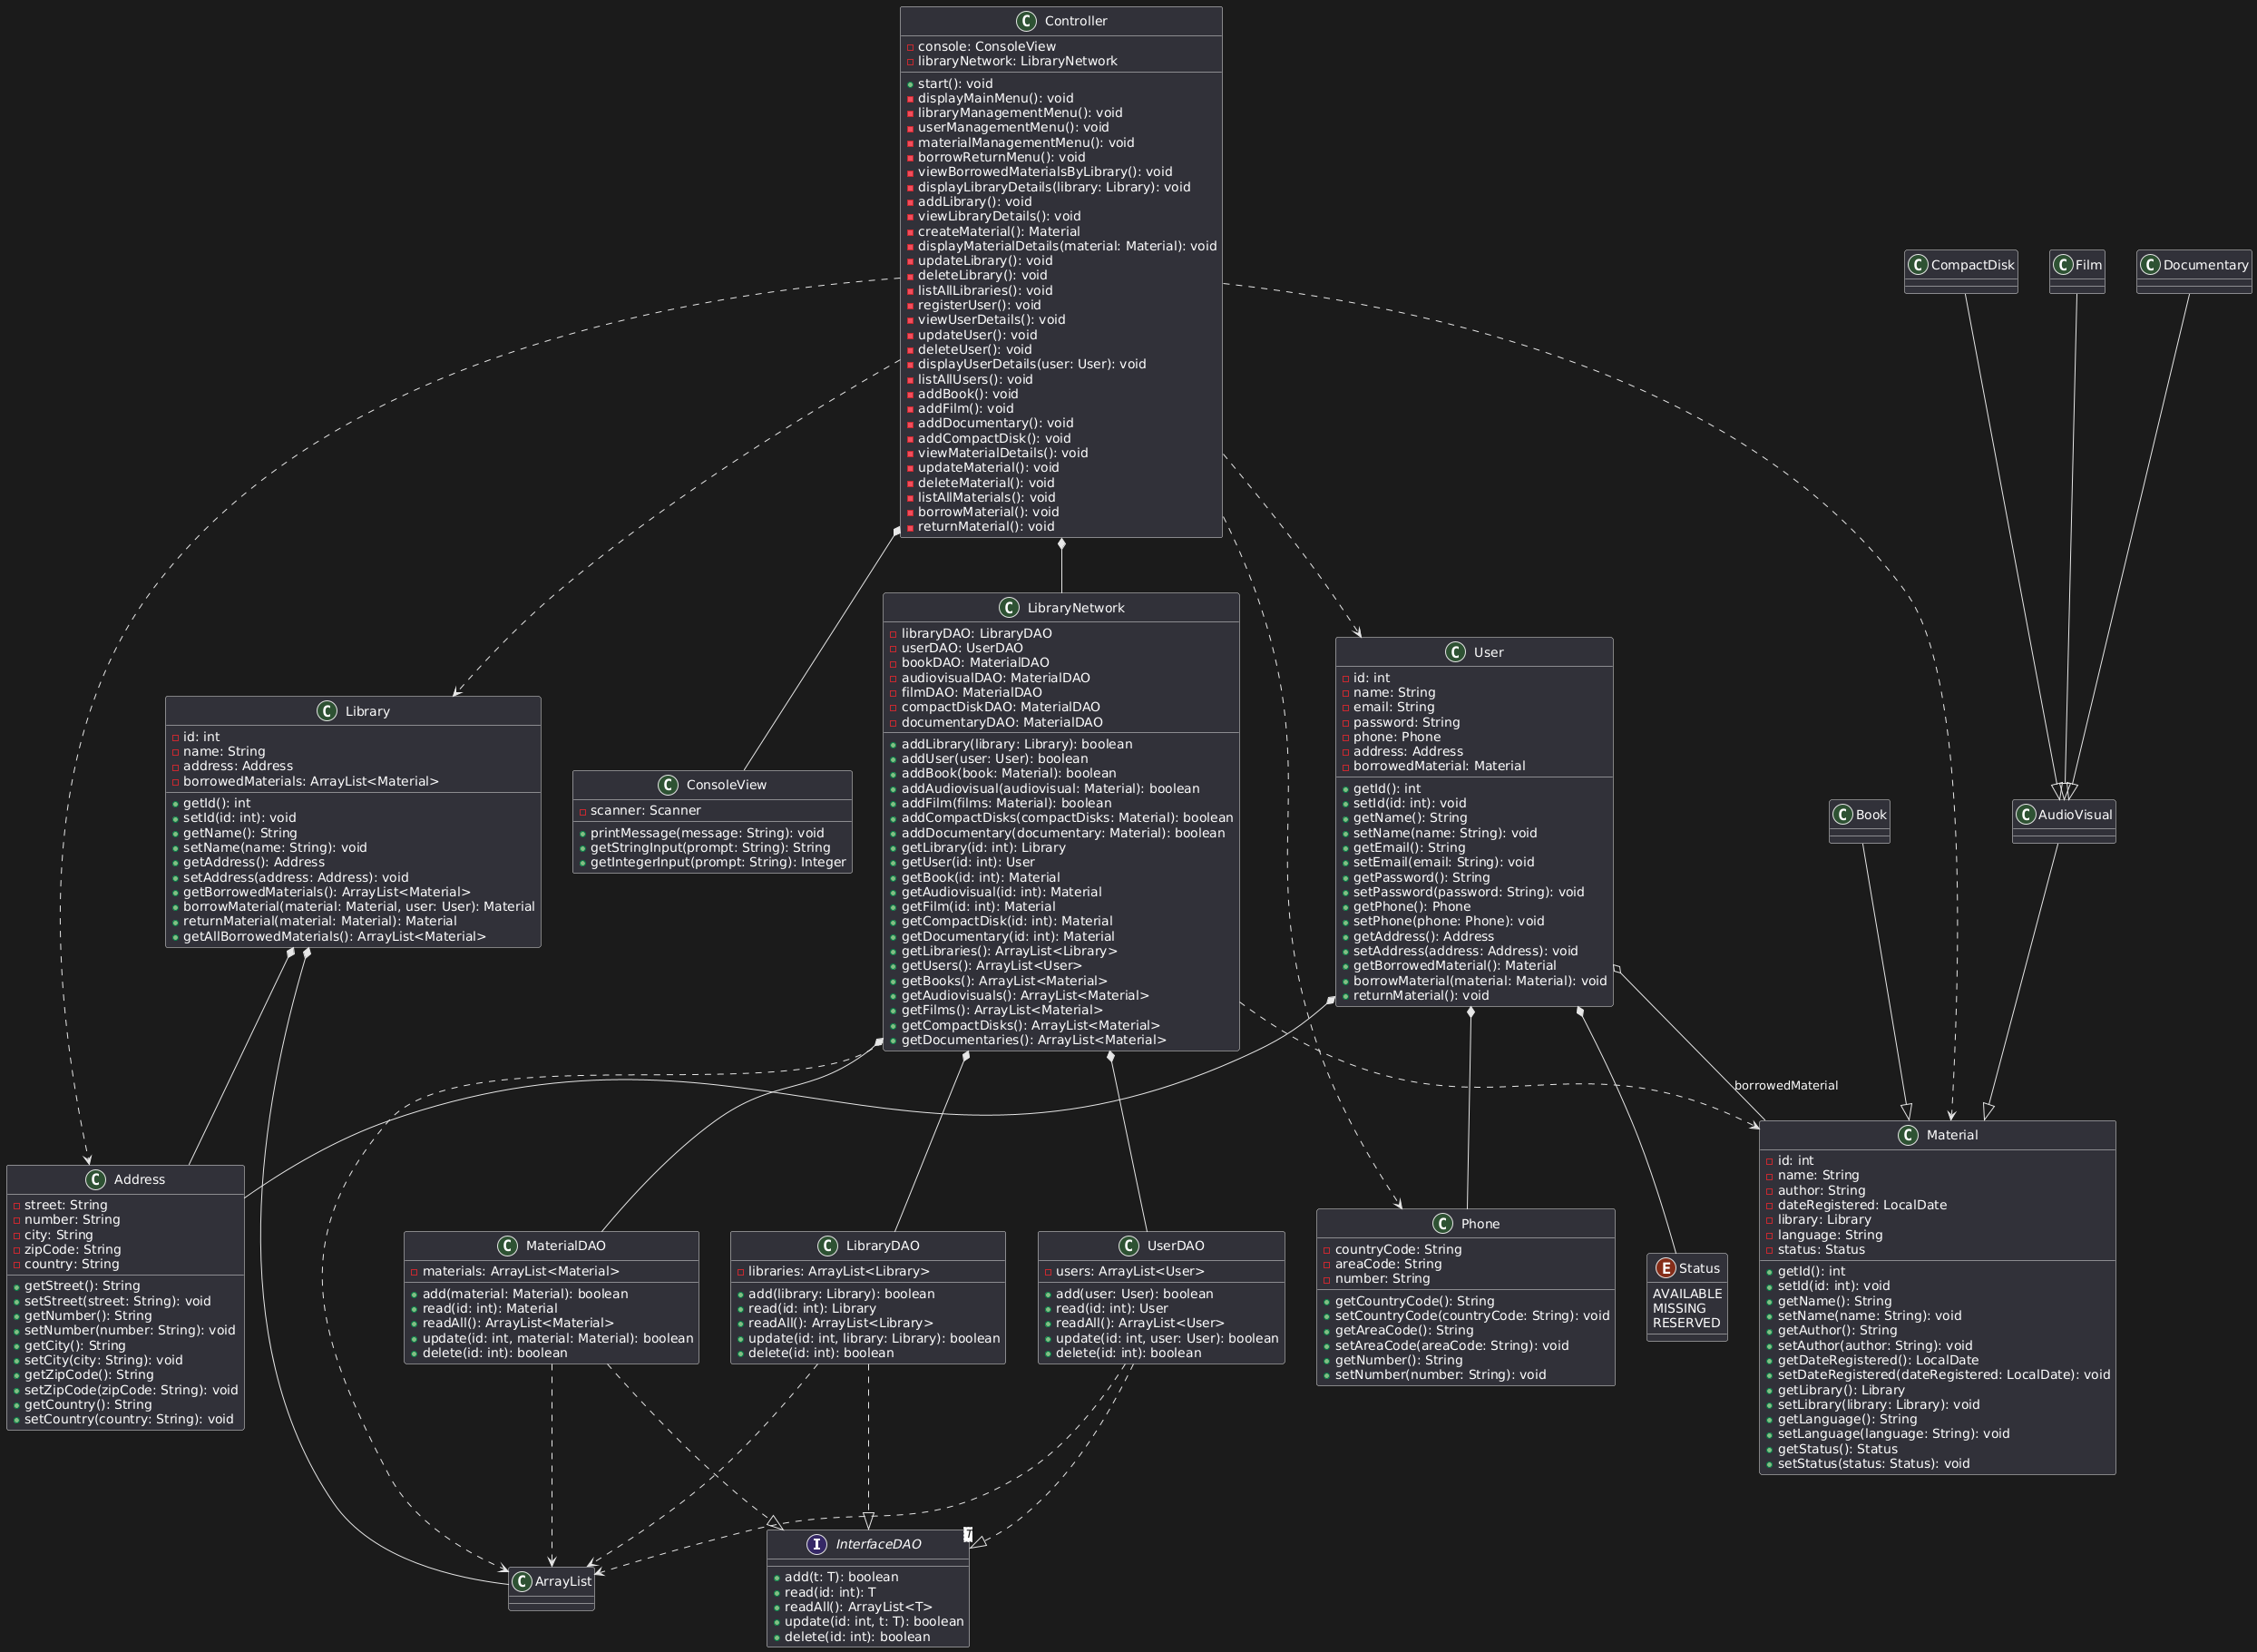 C Controller
console: ConsoleView
libraryNetwork: LibraryNetwork
start(): void
displayMainMenu(): void
libraryManagementMenu(): void
userManagementMenu(): void
materialManagementMenu(): void
borrowReturnMenu(): void
viewBorrowedMaterialsByLibrary(): void
displayLibraryDetails(library: Library): void
addLibrary(): void
viewLibraryDetails(): void
createMaterial(): Material
displayMaterialDetails(material: Material): void
updateLibrary(): void
deleteLibrary(): void
listAllLibraries(): void
registerUser(): void
viewUserDetails(): void
updateUser(): void
deleteUser(): void
displayUserDetails(user: User): void
listAllUsers(): void
addBook(): void
addFilm(): void
addDocumentary(): void
addCompactDisk(): void
viewMaterialDetails(): void
updateMaterial(): void
deleteMaterial(): void
listAllMaterials(): void
borrowMaterial(): void
returnMaterial(): void
C CompactDisk
C Film
C Documentary
C Library
id: int
name: String
address: Address
borrowedMaterials: ArrayList<Material>
getId(): int
setId(id: int): void
getName(): String
setName(name: String): void
getAddress(): Address
setAddress(address: Address): void
getBorrowedMaterials(): ArrayList<Material>
borrowMaterial(material: Material, user: User): Material
returnMaterial(material: Material): Material
getAllBorrowedMaterials(): ArrayList<Material>
C ConsoleView
scanner: Scanner
printMessage(message: String): void
getStringInput(prompt: String): String
getIntegerInput(prompt: String): Integer
C LibraryNetwork
libraryDAO: LibraryDAO
userDAO: UserDAO
bookDAO: MaterialDAO
audiovisualDAO: MaterialDAO
filmDAO: MaterialDAO
compactDiskDAO: MaterialDAO
documentaryDAO: MaterialDAO
addLibrary(library: Library): boolean
addUser(user: User): boolean
addBook(book: Material): boolean
addAudiovisual(audiovisual: Material): boolean
addFilm(films: Material): boolean
addCompactDisks(compactDisks: Material): boolean
addDocumentary(documentary: Material): boolean
getLibrary(id: int): Library
getUser(id: int): User
getBook(id: int): Material
getAudiovisual(id: int): Material
getFilm(id: int): Material
getCompactDisk(id: int): Material
getDocumentary(id: int): Material
getLibraries(): ArrayList<Library>
getUsers(): ArrayList<User>
getBooks(): ArrayList<Material>
getAudiovisuals(): ArrayList<Material>
getFilms(): ArrayList<Material>
getCompactDisks(): ArrayList<Material>
getDocumentaries(): ArrayList<Material>
C User
id: int
name: String
email: String
password: String
phone: Phone
address: Address
borrowedMaterial: Material
getId(): int
setId(id: int): void
getName(): String
setName(name: String): void
getEmail(): String
setEmail(email: String): void
getPassword(): String
setPassword(password: String): void
getPhone(): Phone
setPhone(phone: Phone): void
getAddress(): Address
setAddress(address: Address): void
getBorrowedMaterial(): Material
borrowMaterial(material: Material): void
returnMaterial(): void
C Book
C AudioVisual
borrowedMaterial
C Address
street: String
number: String
city: String
zipCode: String
country: String
getStreet(): String
setStreet(street: String): void
getNumber(): String
setNumber(number: String): void
getCity(): String
setCity(city: String): void
getZipCode(): String
setZipCode(zipCode: String): void
getCountry(): String
setCountry(country: String): void
C MaterialDAO
materials: ArrayList<Material>
add(material: Material): boolean
read(id: int): Material
readAll(): ArrayList<Material>
update(id: int, material: Material): boolean
delete(id: int): boolean
C LibraryDAO
libraries: ArrayList<Library>
add(library: Library): boolean
read(id: int): Library
readAll(): ArrayList<Library>
update(id: int, library: Library): boolean
delete(id: int): boolean
C UserDAO
users: ArrayList<User>
add(user: User): boolean
read(id: int): User
readAll(): ArrayList<User>
update(id: int, user: User): boolean
delete(id: int): boolean
C Phone
countryCode: String
areaCode: String
number: String
getCountryCode(): String
setCountryCode(countryCode: String): void
getAreaCode(): String
setAreaCode(areaCode: String): void
getNumber(): String
setNumber(number: String): void
E Status
AVAILABLE
MISSING
RESERVED
C Material
id: int
name: String
author: String
dateRegistered: LocalDate
library: Library
language: String
status: Status
getId(): int
setId(id: int): void
getName(): String
setName(name: String): void
getAuthor(): String
setAuthor(author: String): void
getDateRegistered(): LocalDate
setDateRegistered(dateRegistered: LocalDate): void
getLibrary(): Library
setLibrary(library: Library): void
getLanguage(): String
setLanguage(language: String): void
getStatus(): Status
setStatus(status: Status): void
C ArrayList
I InterfaceDAO
T
add(t: T): boolean
read(id: int): T
readAll(): ArrayList<T>
update(id: int, t: T): boolean
delete(id: int): boolean